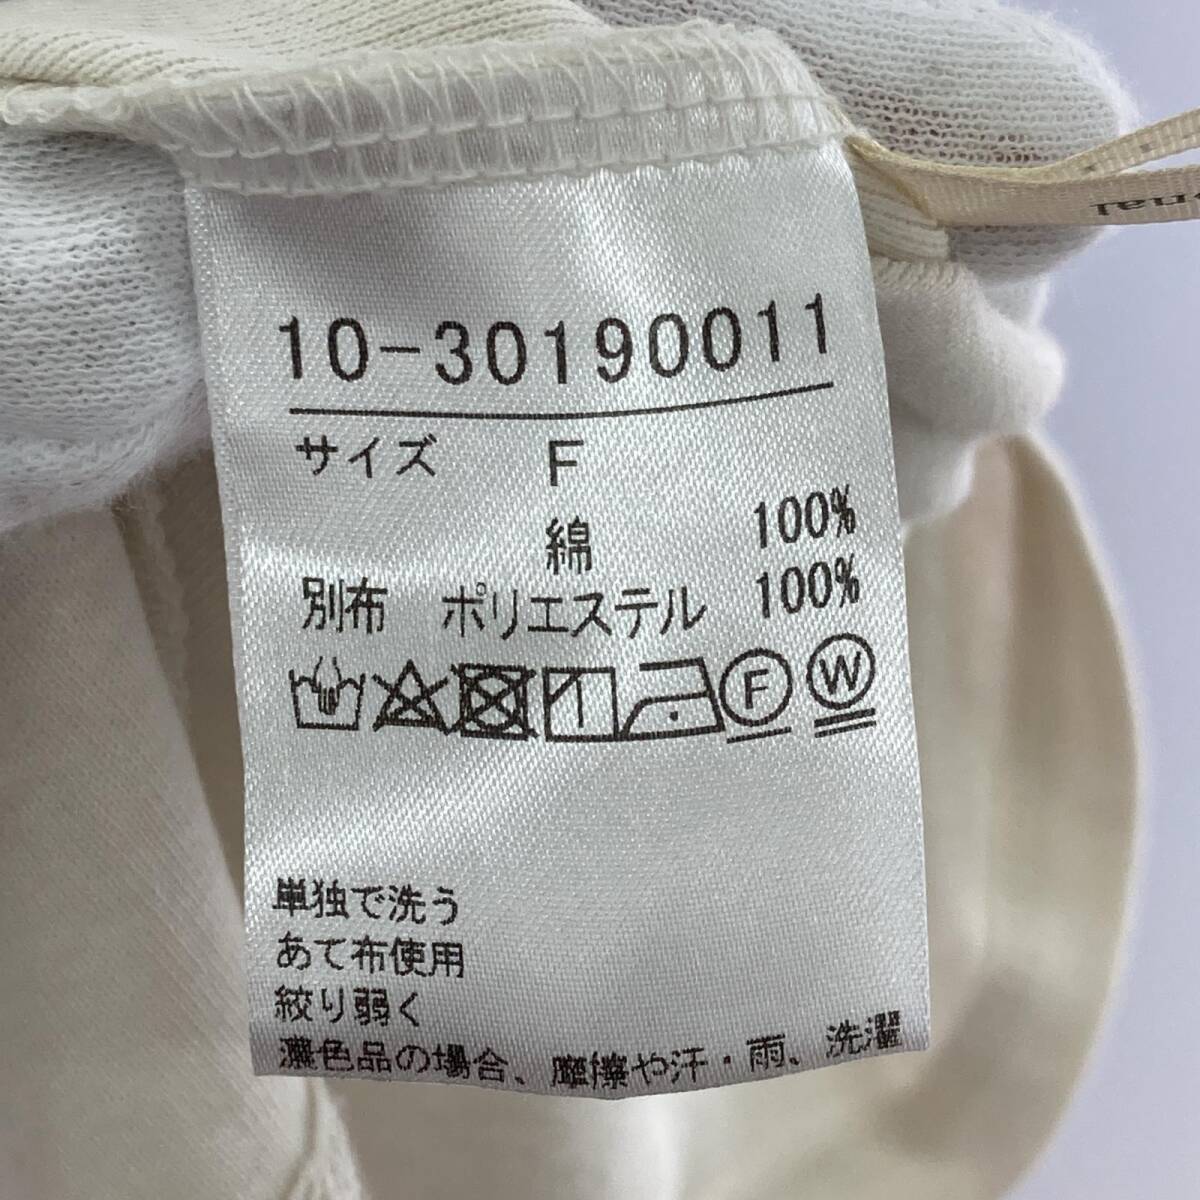 10-30190011
サイズ F
綿 100%
別布 ポリエステル 100%
F W
単独で洗う
あて布使用
絞り弱く
濃色品の場合、摩擦や汗・雨、洗濯